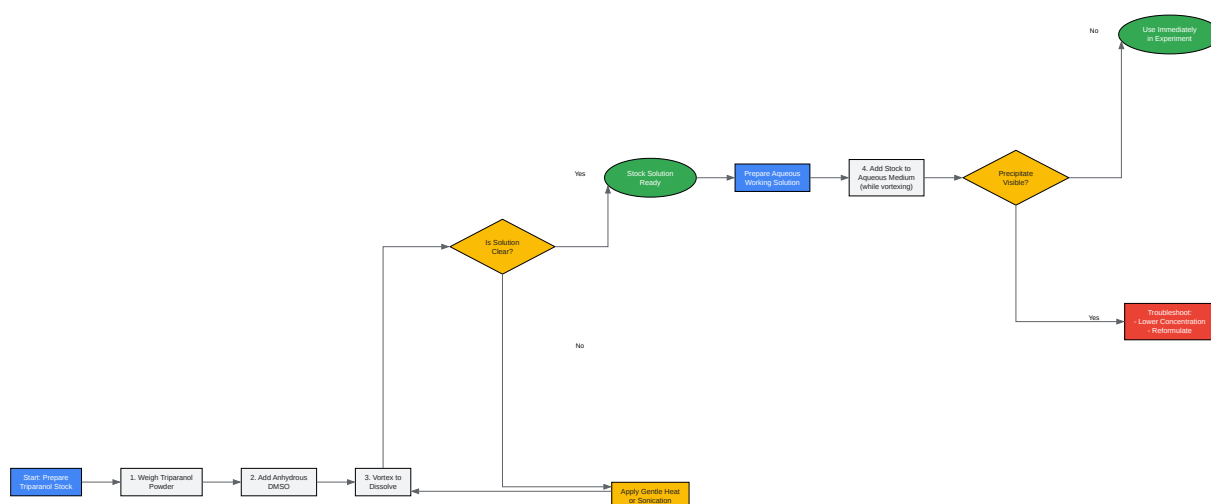 No
Use Immediately
in Experiment
Yes
Stock Solution
Ready
Prepare Aqueous
Working Solution
4. Add Stock to
Aqueous Medium
(while vortexing)
Precipitate
Visible?
Is Solution
Clear?
Yes
Troubleshoot:
- Lower Concentration
- Reformulate
No
Start: Prepare
Triparanol Stock
1. Weigh Triparanol
Powder
2. Add Anhydrous
DMSO
3. Vortex to
Dissolve
Apply Gentle Heat
or Sonication